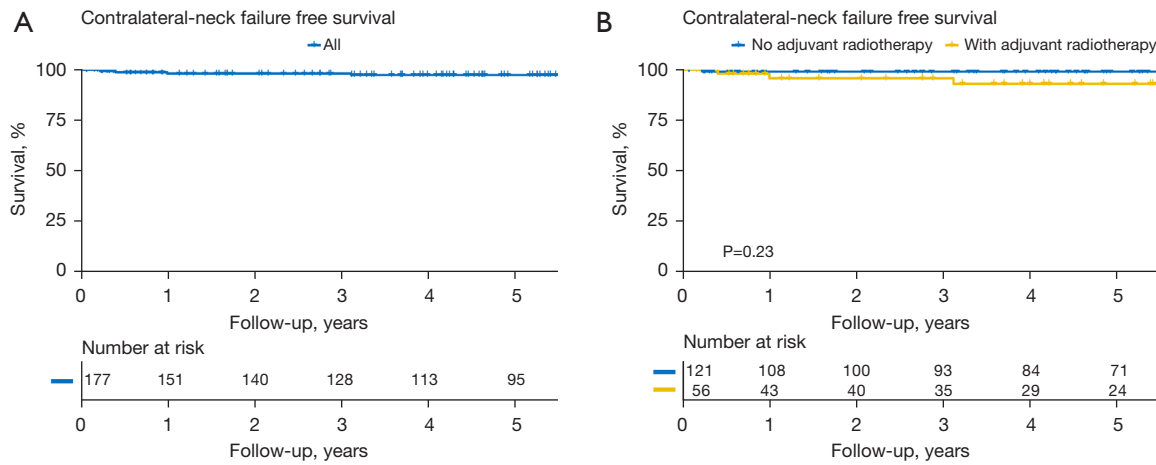 A
Contralateral-neck failure free survival
All
Survival, %
100
75
50
25
0
0 1 2 3 4 5
Follow-up, years
Number at risk
177 151 140 128 113 95
0 1 2 3 4 5
Follow-up, years
B
Contralateral-neck failure free survival
No adjuvant radiotherapy With adjuvant radiotherapy
Survival, %
100
75
50
25
0
P=0.23
0 1 2 3 4 5
Follow-up, years
Number at risk
121 108 100 93 84 71
56 43 40 35 29 24
0 1 2 3 4 5
Follow-up, years